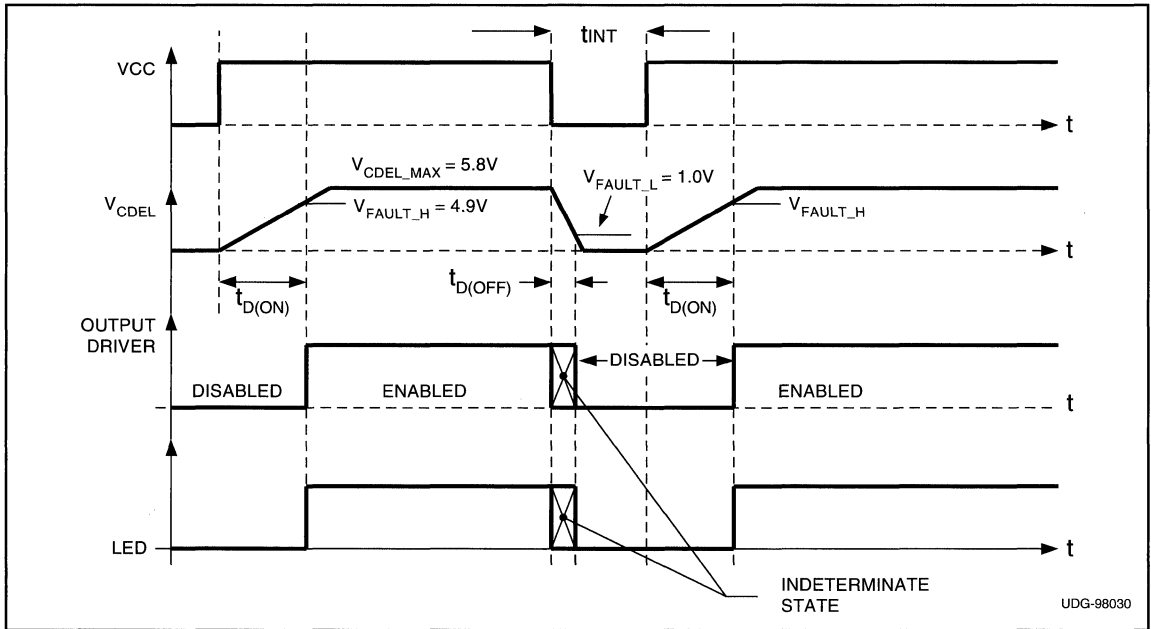 tINT
VCC
t
VCDEL_MAX = 5.8V
VFAULT_L = 1.0V
VCDEL
VFAULT_H = 4.9V
VFAULT_H
t
tD(ON)
tD(OFF)
tD(ON)
OUTPUT
DRIVER
DISABLED
DISABLED
ENABLED
ENABLED
t
LED
t
INDETERMINATE
STATE
UDG-98030